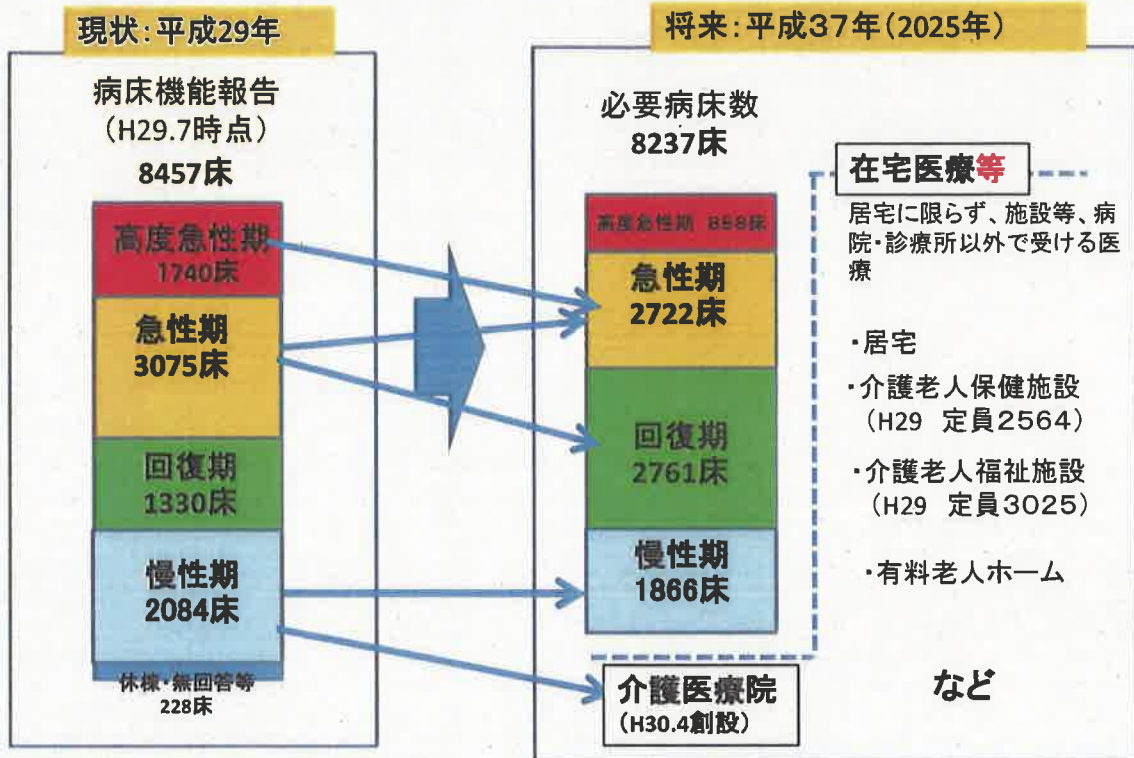 現状：平成29年
病床機能報告
（H29.7時点）
8457床
高度急性期
1740床
急性期
3075床
回復期
1330床
慢性期
2084床
休棟・無回答等
228床
将来：平成３７年（2025年）
必要病床数
8237床
高度急性期 888床
急性期
2722床
回復期
2761床
慢性期
1866床
介護医療院
（H30.4創設）
在宅医療等
居宅に限らず、施設等、病
院・診療所以外で受ける医
療
・居宅
・介護老人保健施設
（H29 定員2564）
・介護老人福祉施設
（H29 定員3025）
・有料老人ホーム
など